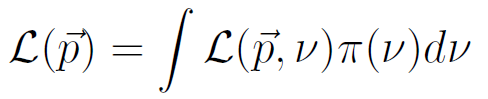 𝓛(p⃗) = ∫ 𝓛(p⃗, ν)π(ν)dν